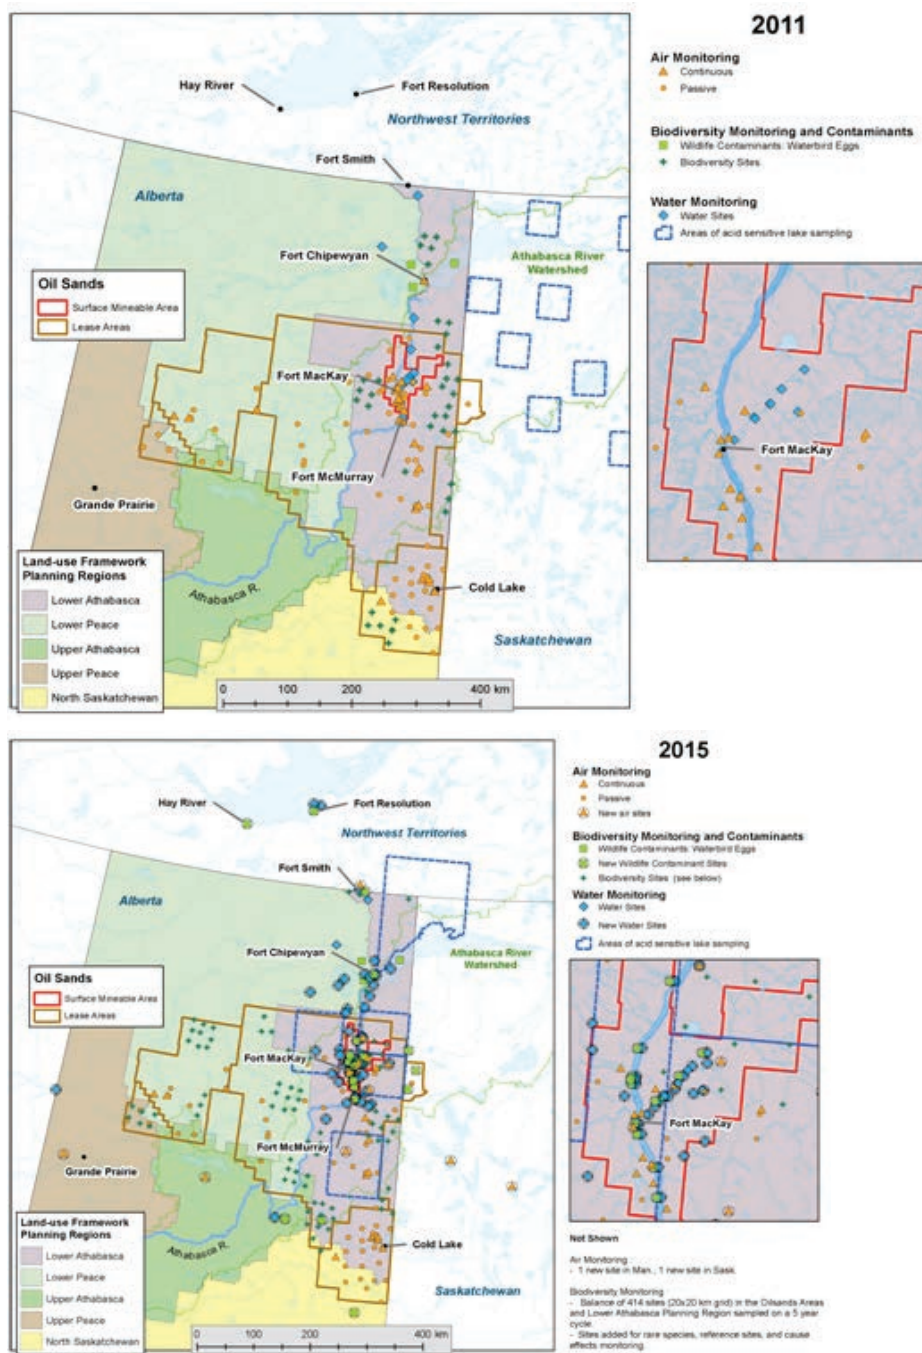 2011
Air Monitoring
Continuous
Passive
Biodiversity Monitoring and Contaminants
Wildlife Contaminants: Waterbird Eggs
Biodiversity Sites
Water Monitoring
Water Sites
Areas of acid sensitive lake sampling
Hay River
Fort Resolution
Northwest Territories
Fort Smith
Alberta
Fort Chipewyan
Athabasca River
Watershed
Oil Sands
Surface Mineable Area
Lease Areas
Fort MacKay
Fort MacKay
Fort McMurray
Grande Prairie
Land-use Framework
Planning Regions
Lower Athabasca
Lower Peace
Upper Athabasca
Upper Peace
North Saskatchewan
Athabasca R.
Cold Lake
Saskatchewan
0 100 200 400 km
2015
Air Monitoring
Continuous
Passive
New air sites
Biodiversity Monitoring and Contaminants
Wildlife Contaminants: Waterbird Eggs
New Wildlife Contaminant Sites
Biodiversity Sites (see below)
Water Monitoring
Water Sites
New Water Sites
Areas of acid sensitive lake sampling
Hay River
Fort Resolution
Northwest Territories
Fort Smith
Alberta
Fort Chipewyan
Athabasca River
Watershed
Oil Sands
Surface Mineable Area
Lease Areas
Fort MacKay
Fort MacKay
Fort McMurray
Grande Prairie
Land-use Framework
Planning Regions
Lower Athabasca
Lower Peace
Upper Athabasca
Upper Peace
North Saskatchewan
Athabasca R.
Cold Lake
Saskatchewan
0 100 200 400 km
Not Shown
Air Monitoring
- 1 new site in Man., 1 new site in Sask.
Biodiversity Monitoring
- Balance of 414 sites (20x20 km grid) in the Oilsands Areas
and Lower Athabasca Planning Region sampled on a 5 year
cycle.
- Sites added for rare species, reference sites, and cause
effects monitoring.